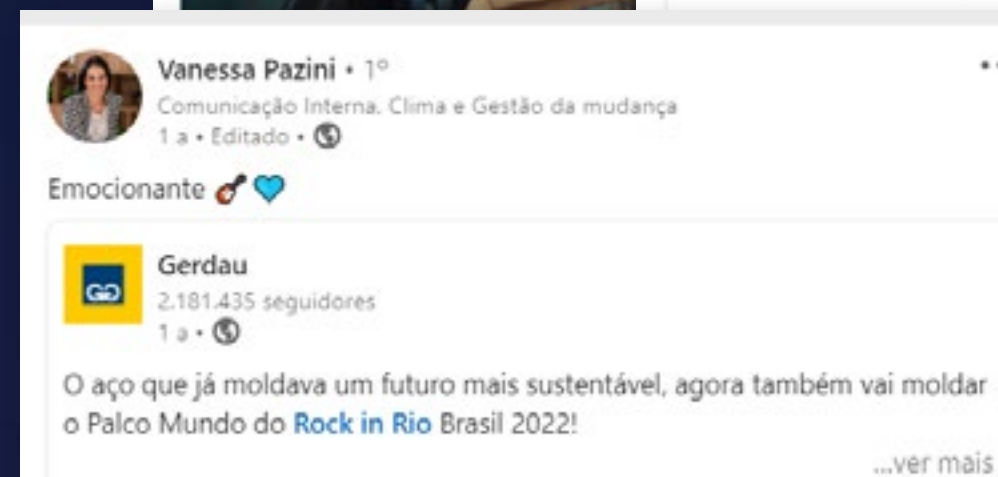 Vanessa Pazini • 1º
Comunicação Interna. Clima e Gestão da mudança
1 a • Editado •
Emocionante 🎸 🩵
Gerdau
2.181.435 seguidores
1 a •
O aço que já moldava um futuro mais sustentável, agora também vai moldar
o Palco Mundo do Rock in Rio Brasil 2022!
...ver mais